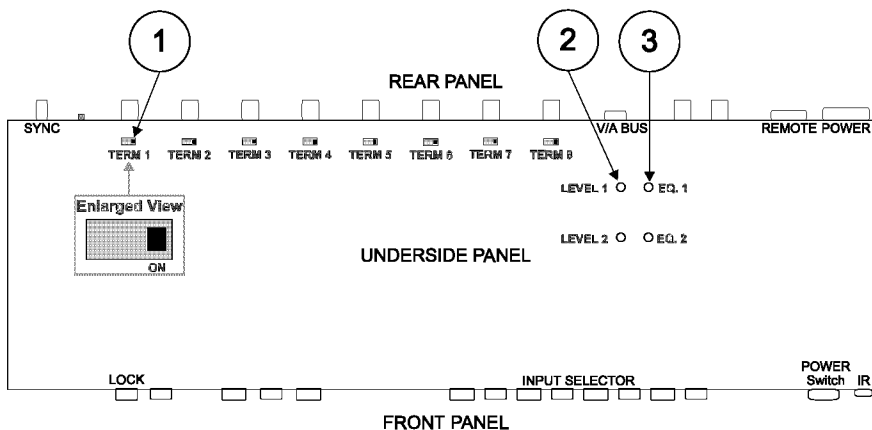 1 2 3
REAR PANEL
SYNC V/A BUS REMOTE POWER
TERM 1 TERM 2 TERM 3 TERM 4 TERM 5 TERM 6 TERM 7 TERM 8
LEVEL 1 EQ. 1
Enlarged View
ON
LEVEL 2 EQ. 2
UNDERSIDE PANEL
LOCK INPUT SELECTOR POWER
Switch IR
FRONT PANEL